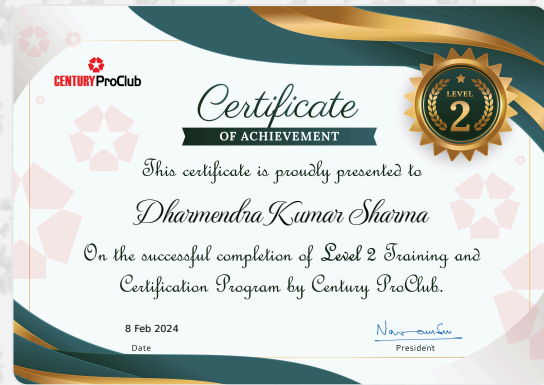 CENTURY ProClub
LEVEL
2
Certificate
OF ACHIEVEMENT
This certificate is proudly presented to
Dharmendra Kumar Sharma
On the successful completion of Level 2 Training and
Certification Program by Century ProClub.
8 Feb 2024
Date
President